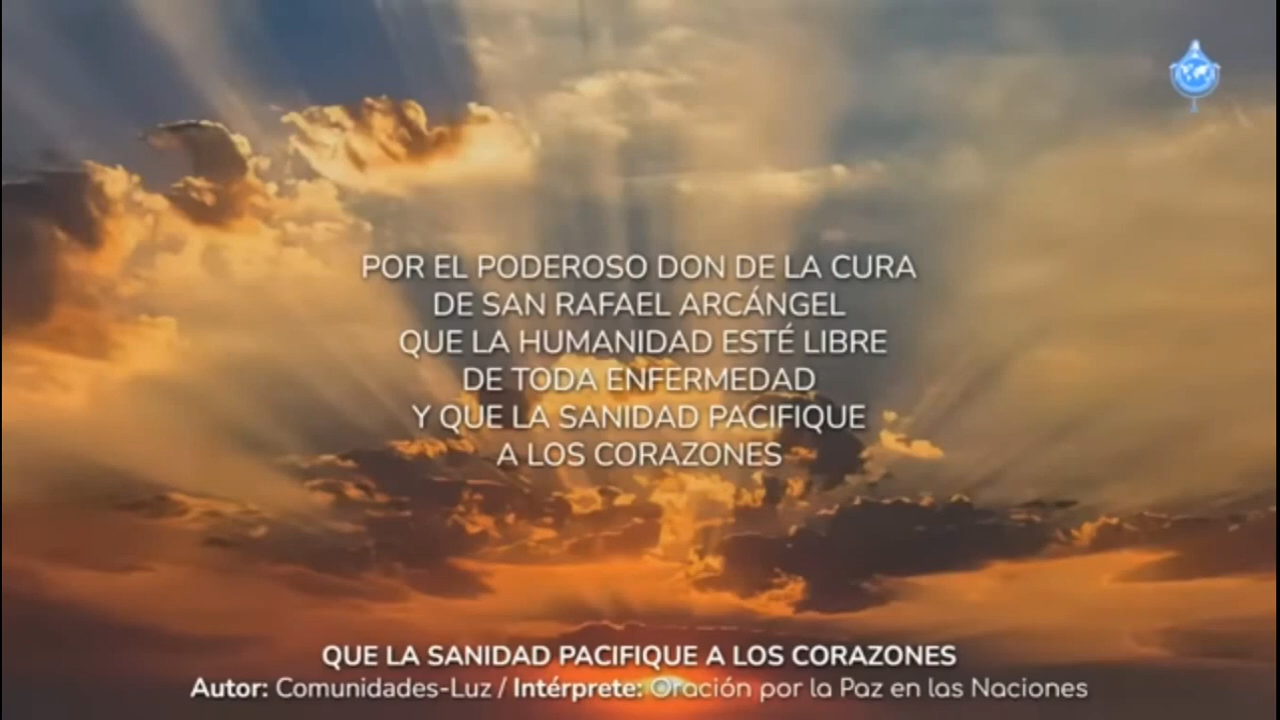 POR EL PODEROSO DON DE LA CURA
DE SAN RAFAEL ARCÁNGEL
QUE LA HUMANIDAD ESTÉ LIBRE
DE TODA ENFERMEDAD
Y QUE LA SANIDAD PACIFIQUE
A LOS CORAZONES
QUE LA SANIDAD PACIFIQUE A LOS CORAZONES
Autor: Comunidades-Luz / Intérprete: Oración por la Paz en las Naciones